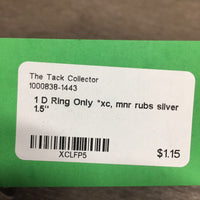 The Tack Collector
1000838-1443
1 D Ring Only *xc, mnr rubs silver
1.5"
XCLFP5
$1.15